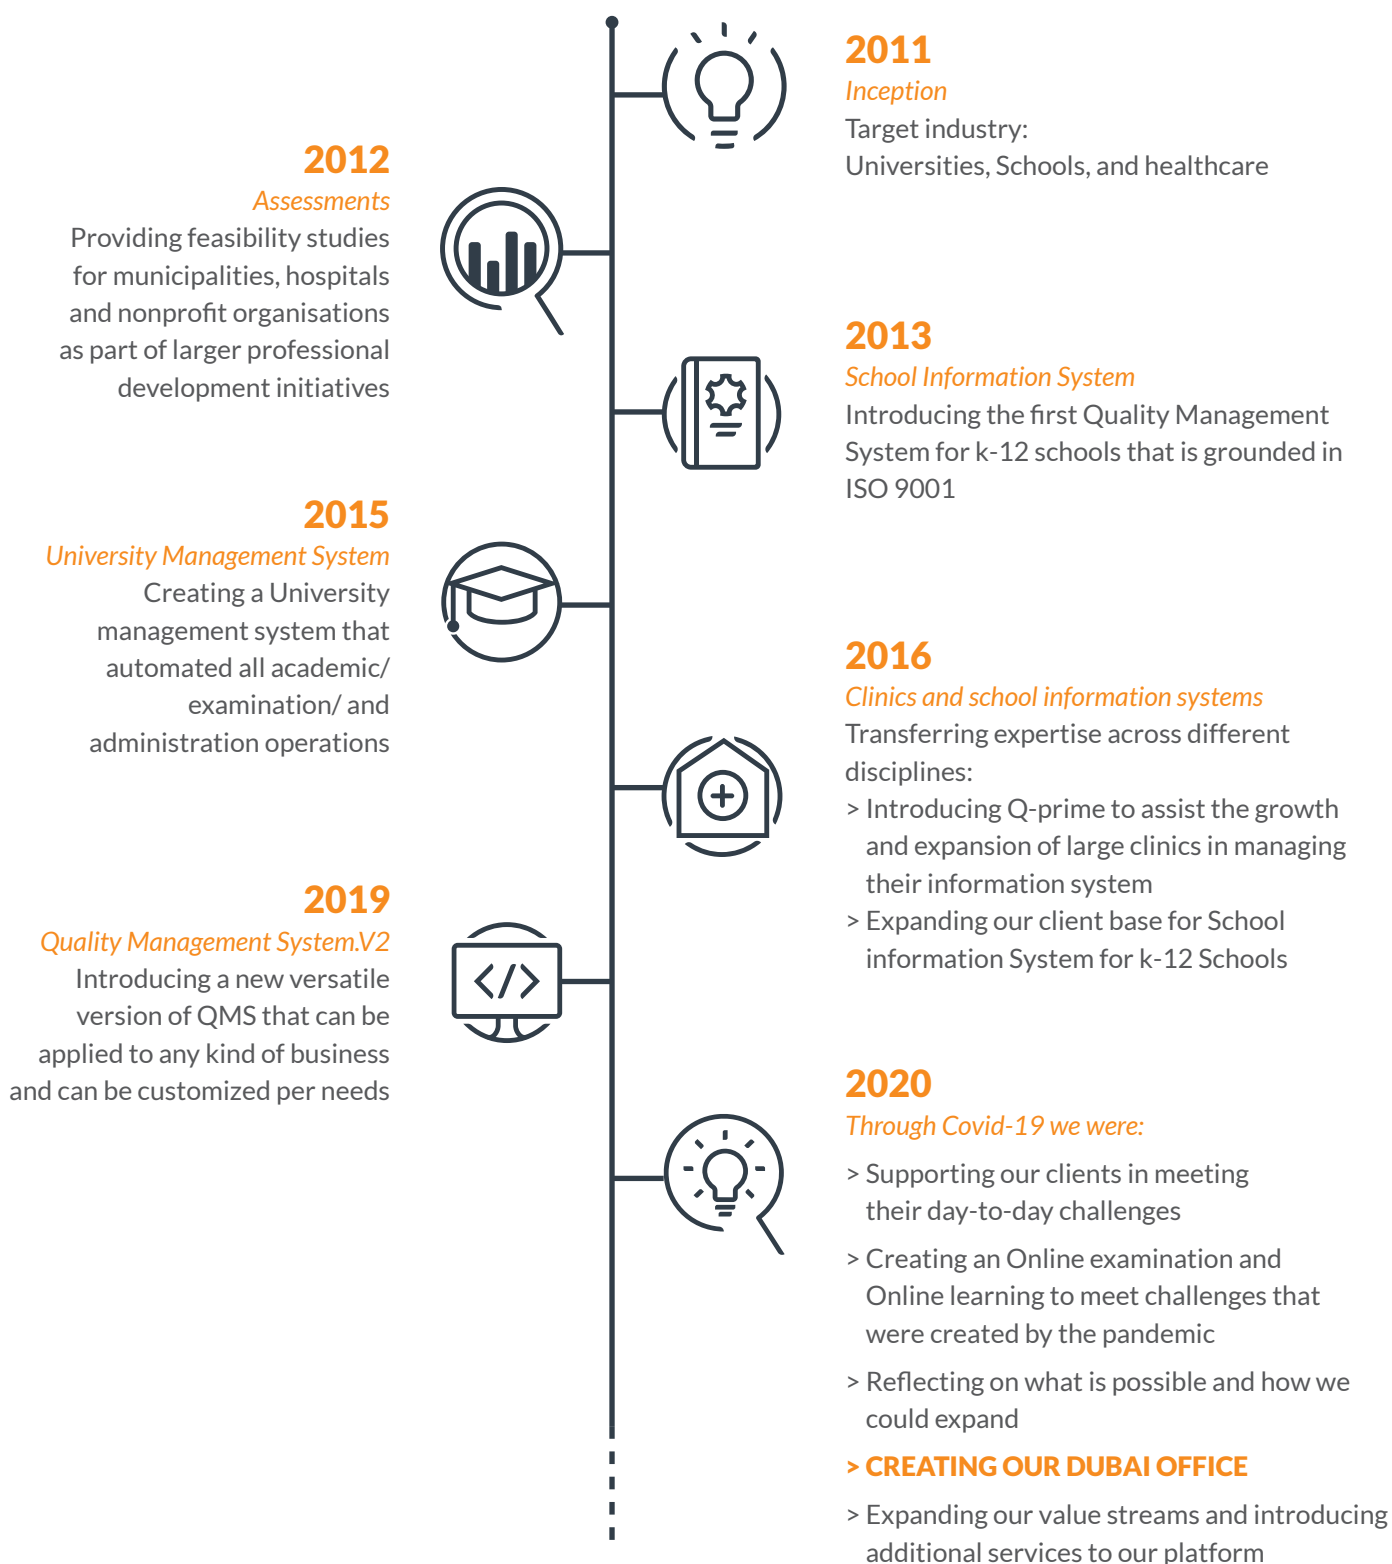 2011
Inception
Target industry:
Universities, Schools, and healthcare
2012
Assessments
Providing feasibility studies
for municipalities, hospitals
and nonprofit organisations
as part of larger professional
development initiatives
2013
School Information System
Introducing the first Quality Management
System for k-12 schools that is grounded in
ISO 9001
2015
University Management System
Creating a University
management system that
automated all academic/
examination/ and
administration operations
2016
Clinics and school information systems
Transferring expertise across different
disciplines:
> Introducing Q-prime to assist the growth
and expansion of large clinics in managing
their information system
> Expanding our client base for School
information System for k-12 Schools
2019
Quality Management System.V2
Introducing a new versatile
version of QMS that can be
applied to any kind of business
and can be customized per needs
</>
2020
Through Covid-19 we were:
> Supporting our clients in meeting
their day-to-day challenges
> Creating an Online examination and
Online learning to meet challenges that
were created by the pandemic
> Reflecting on what is possible and how we
could expand
> CREATING OUR DUBAI OFFICE
> Expanding our value streams and introducing
additional services to our platform